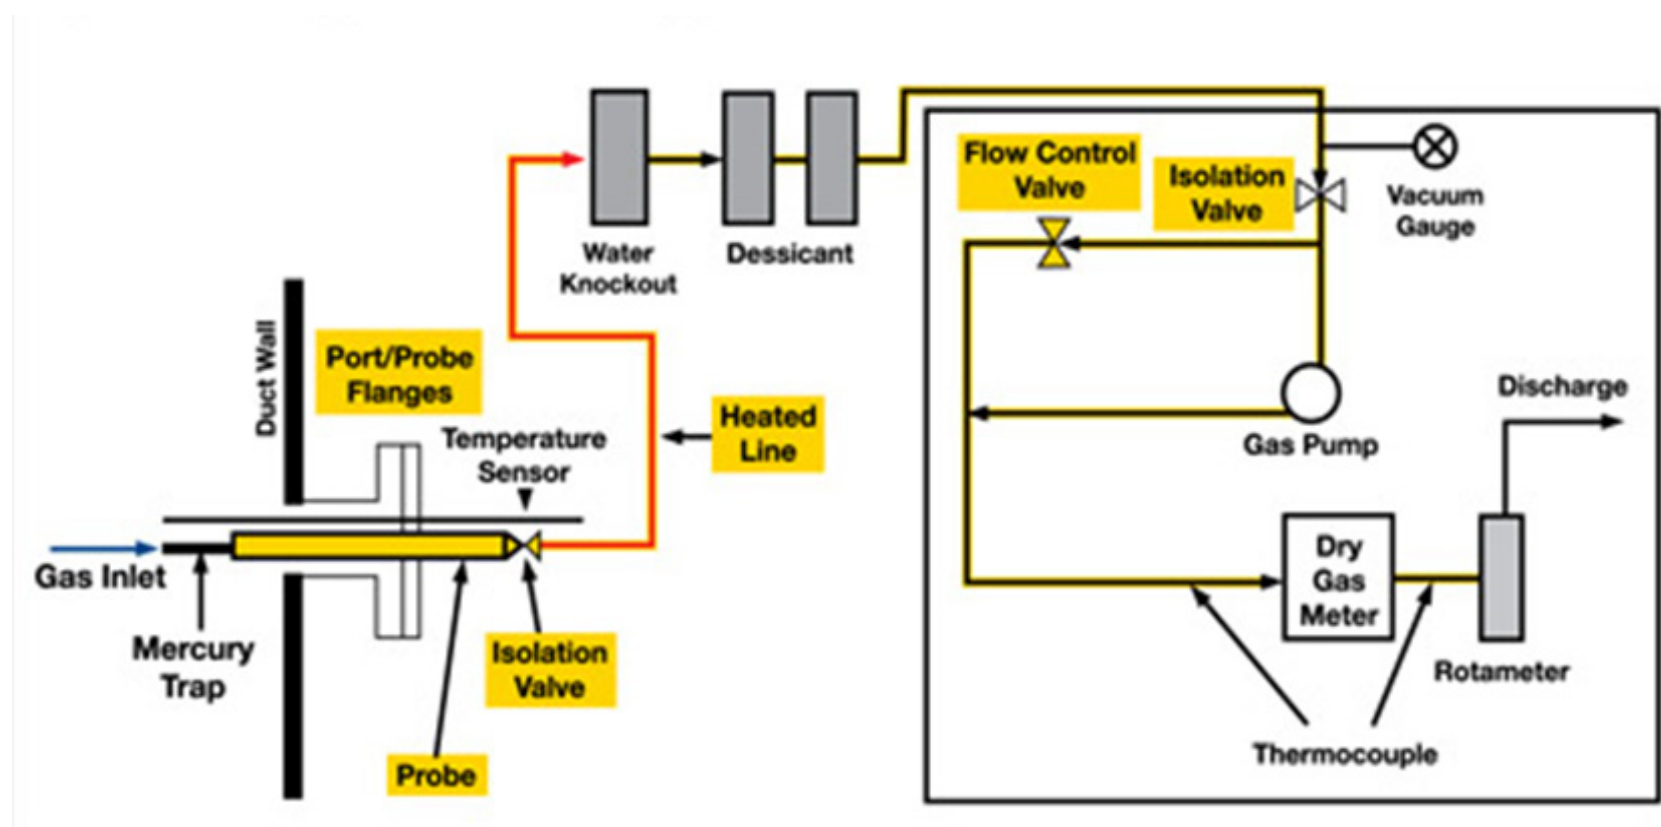 Flow Control
Valve
Isolation
Valve
Vacuum
Gauge
Water
Knockout
Dessicant
Duct Wall
Port/Probe
Flanges
Temperature
Sensor
Heated
Line
Gas Pump
Discharge
Gas Inlet
Mercury
Trap
Isolation
Valve
Probe
Dry
Gas
Meter
Rotameter
Thermocouple